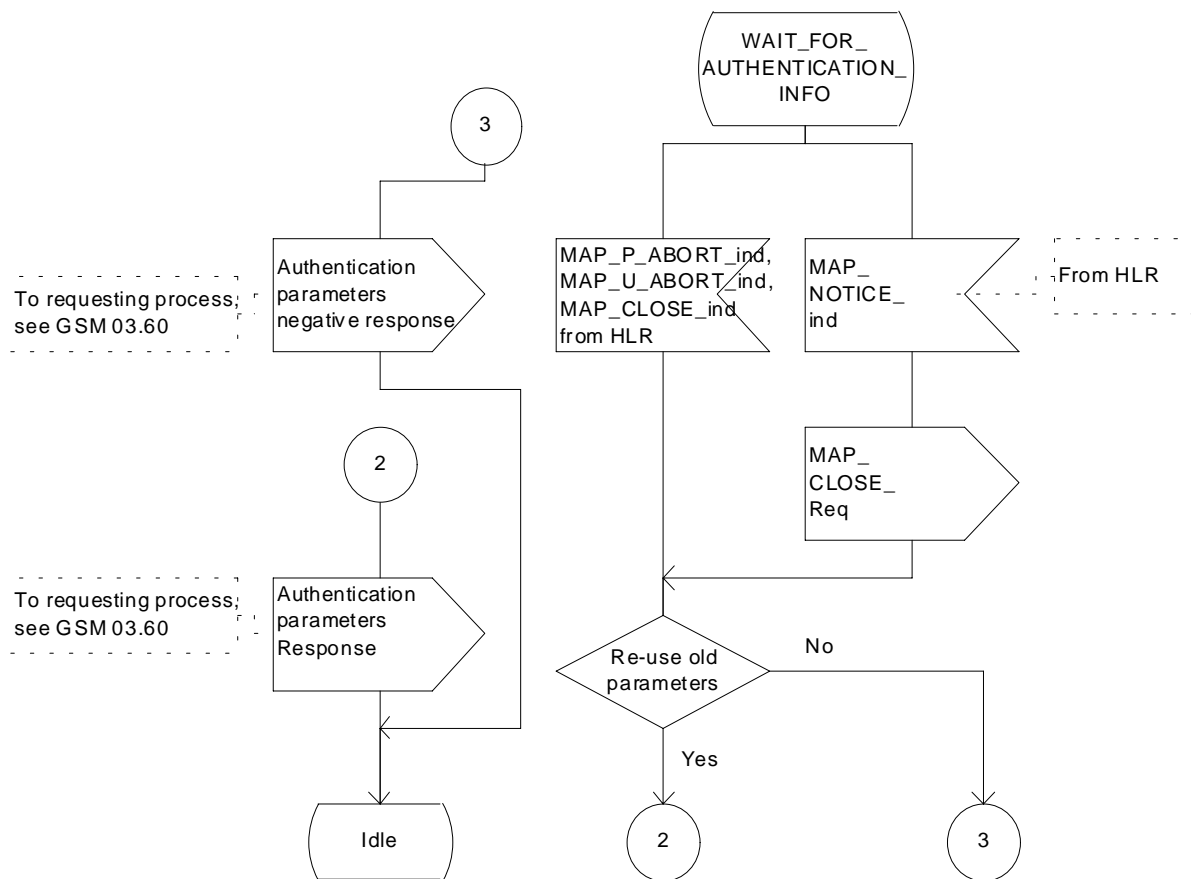 WAIT_FOR_
AUTHENTICATION_
INFO
3
Authentication
parameters
negative response
To requesting process,
see GSM 03.60
MAP_P_ABORT_ind,
MAP_U_ABORT_ind,
MAP_CLOSE_ind
from HLR
MAP_
NOTICE_
ind
From HLR
2
MAP_
CLOSE_
Req
To requesting process,
see GSM 03.60
Authentication
parameters
Response
Re-use old
parameters
No
Yes
Idle
2
3